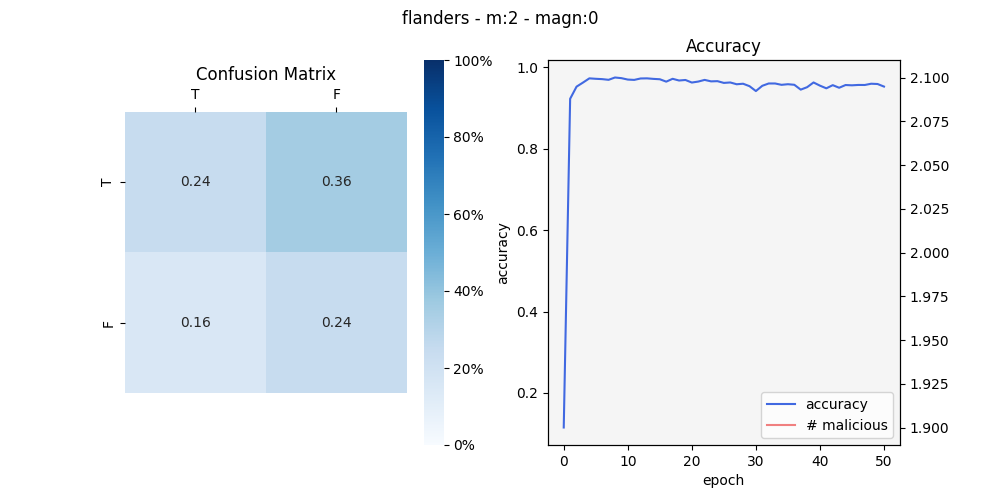 flanders - m:2 - magn:0
Confusion Matrix
T F
T
F
0.24 0.36
0.16 0.24
100%
80%
60%
40%
20%
0%
Accuracy
accuracy
1.0
0.8
0.6
0.4
0.2
2.100
2.075
2.050
2.025
2.000
1.975
1.950
1.925
1.900
accuracy
# malicious
0 10 20 30 40 50
epoch